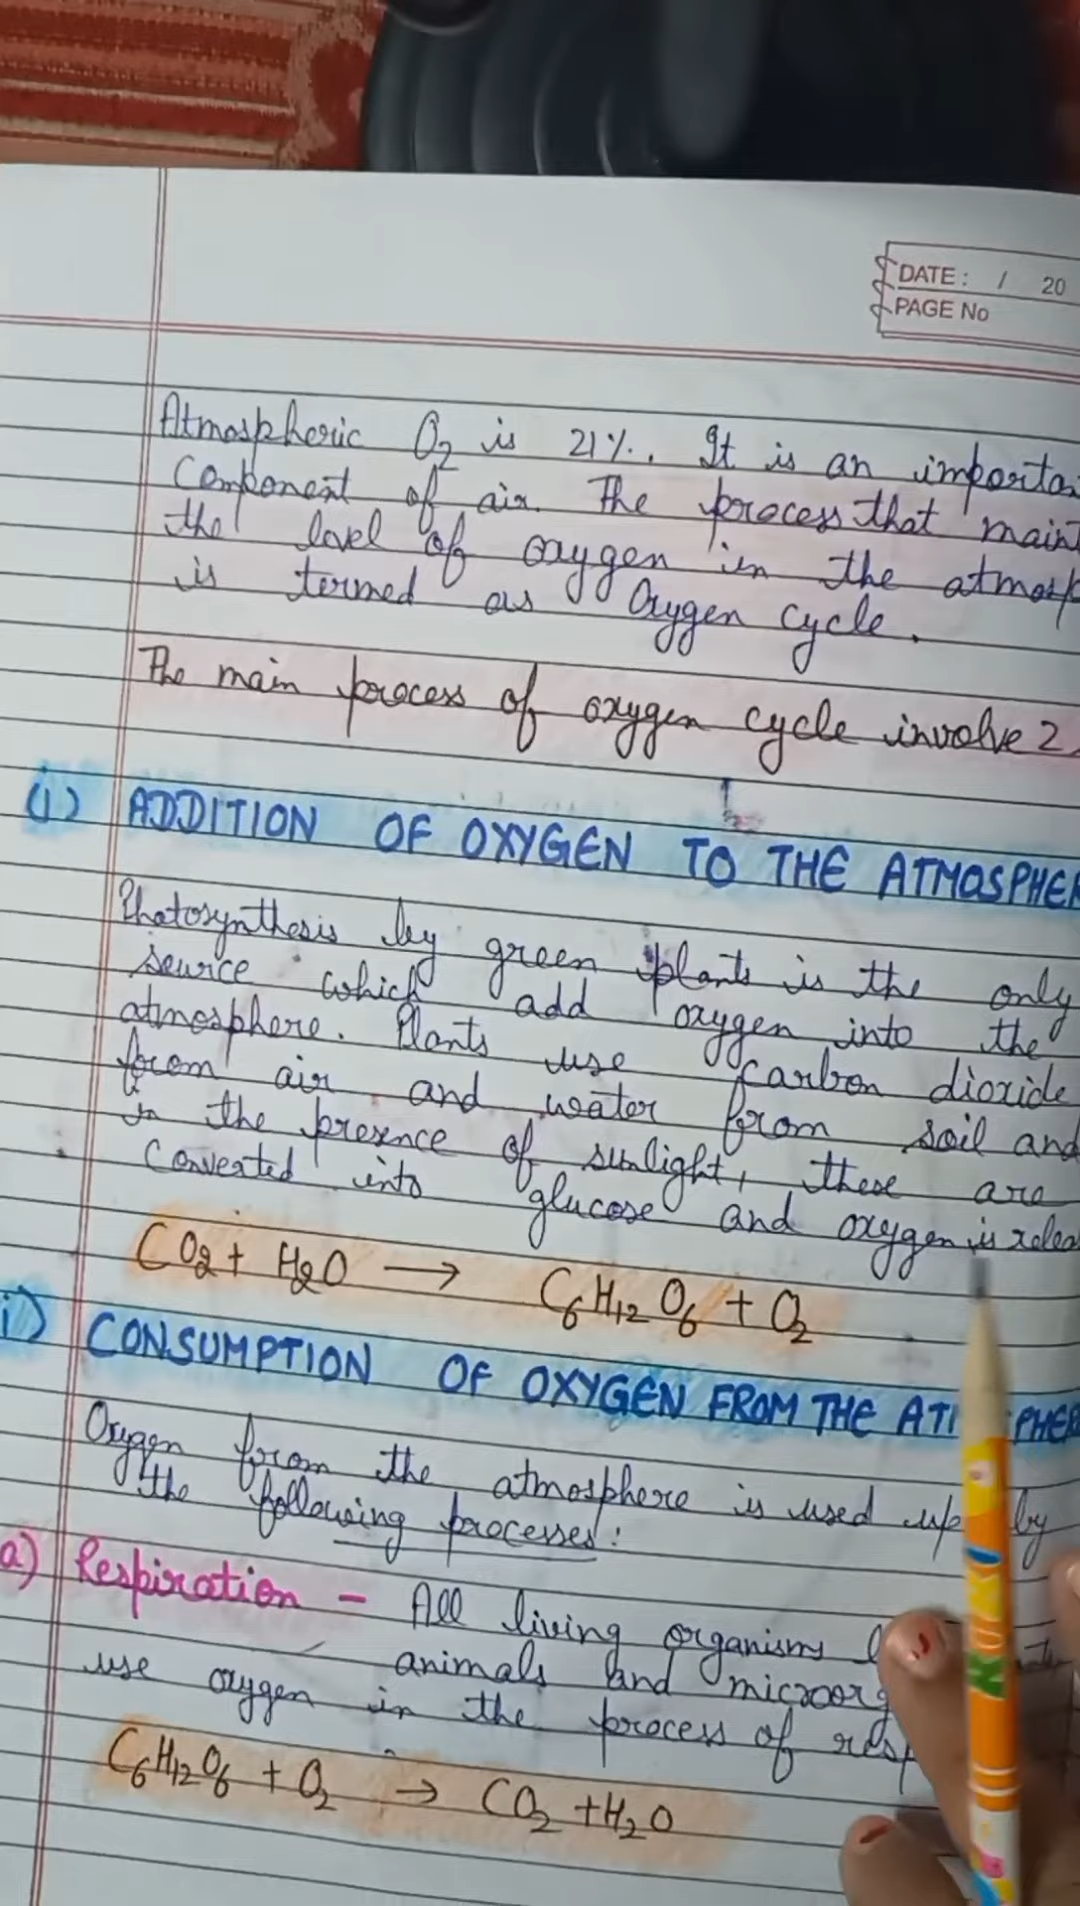 DATE: / 20
PAGE No
Atmospheric O₂ is 21%. It is an importa
Component of air. The process that main
the level of oxygen in the atmosp
is termed as Oxygen cycle.
The main process of oxygen cycle involve 2
(i) ADDITION OF OXYGEN TO THE ATMOSPHE
Photosynthesis by green plants is the only
source which add oxygen into the
atmosphere. Plants use carbon dioxide
from air and water from soil and
in the presence of sunlight, these are
Converted into glucose and oxygen is relea
CO₂ + H₂O → C₆H₁₂O₆ + O₂
i) CONSUMPTION OF OXYGEN FROM THE AT SPHER
Oxygen from the atmosphere is used up by
the following processes:
a) Respiration - All living organisms
animals and microorg
use oxygen in the process of resp
C₆H₁₂O₆ + O₂ → CO₂ + H₂O